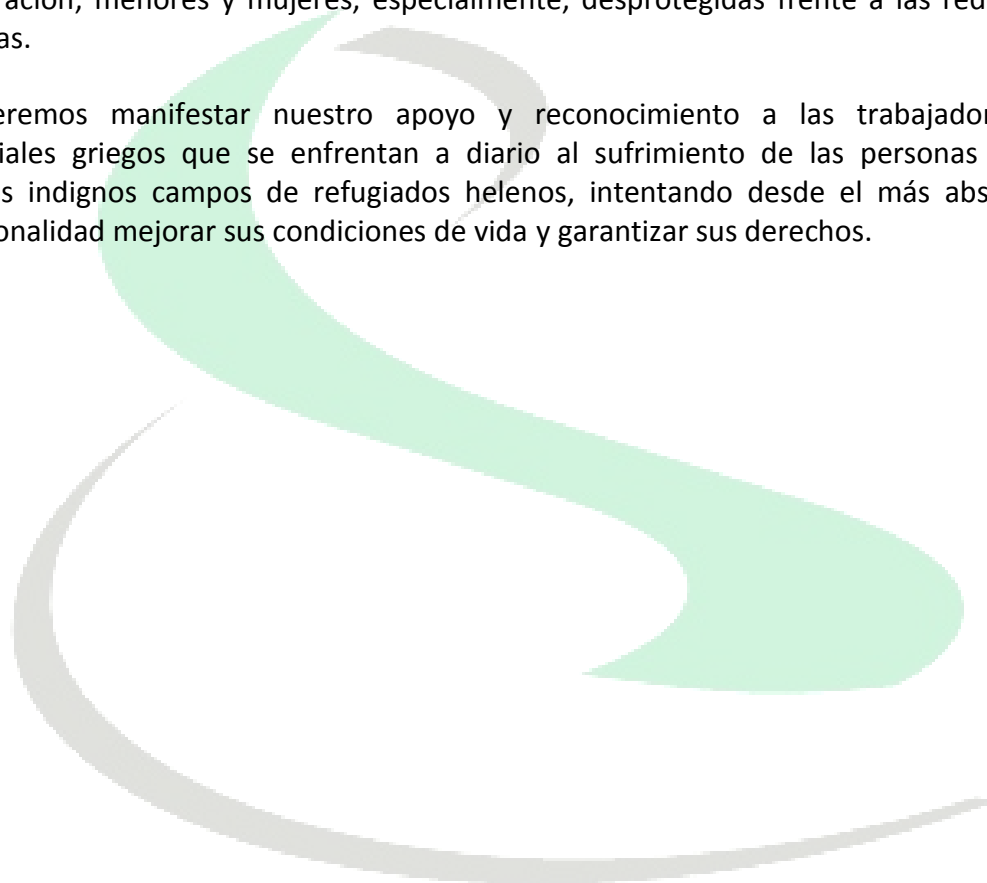 ración, menores y mujeres, especialmente, desprotegidas frente a las red
as.
eremos manifestar nuestro apoyo y reconocimiento a las trabajador
iales griegos que se enfrentan a diario al sufrimiento de las personas
s indignos campos de refugiados helenos, intentando desde el más abs
onalidad mejorar sus condiciones de vida y garantizar sus derechos.